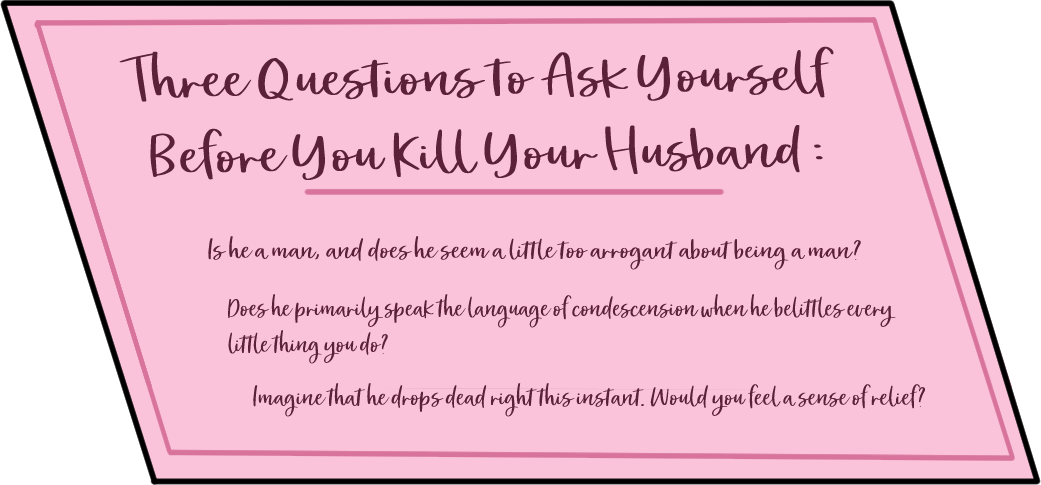 Three Questions To Ask Yourself
Before You Kill Your Husband:
Is he a man, and does he seem a little too arrogant about being a man?
Does he primarily speak the language of condescension when he belittles every
little thing you do?
Imagine that he drops dead right this instant. Would you feel a sense of relief?